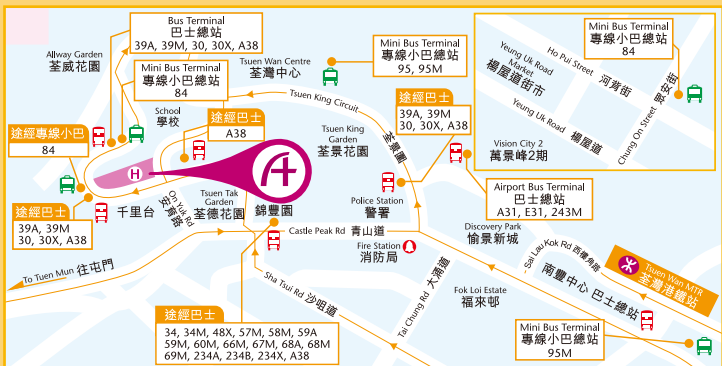 Bus Terminal
巴士總站
39A, 39M, 30, 30X, A38
Allway Garden
荃威花園
Mini Bus Terminal
專線小巴總站
84
School
學校
途經專線小巴
84
途經巴士
A38
Tsuen Wan Centre
荃灣中心
Mini Bus Terminal
專線小巴總站
95, 95M
Tsuen King Circuit
荃景圍
Tsuen King
Garden
荃景花園
途經巴士
39A, 39M
30, 30X, A38
Mini Bus Terminal
專線小巴總站
84
Yeung Uk Road
Market
楊屋道街市
Ho Pui Street
河背街
Yeung Uk Road
楊屋道
Chung On Street
眾安街
Vision City 2
萬景峰2期
Airport Bus Terminal
巴士總站
A31, E31, 243M
H
途經巴士
39A, 39M
30, 30X, A38
千里台
On Yuk Rd
安育路
Tsuen Tak
Garden
荃德花園
錦豐園
Police Station
警署
Castle Peak Rd 青山道
Fire Station
消防局
Discovery Park
愉景新城
Sai Lau Kok Rd 西樓角路
Tsuen Wan MTR
荃灣港鐵站
南豐中心 巴士總站
To Tuen Mun 往屯門
Sha Tsui Rd 沙咀道
Tai Chung Rd 大涌道
Fok Loi Estate
福來邨
途經巴士
34, 34M, 48X, 57M, 58M, 59A
59M, 60M, 66M, 67M, 68A, 68M
69M, 234A, 234B, 234X, A38
Mini Bus Terminal
專線小巴總站
95M